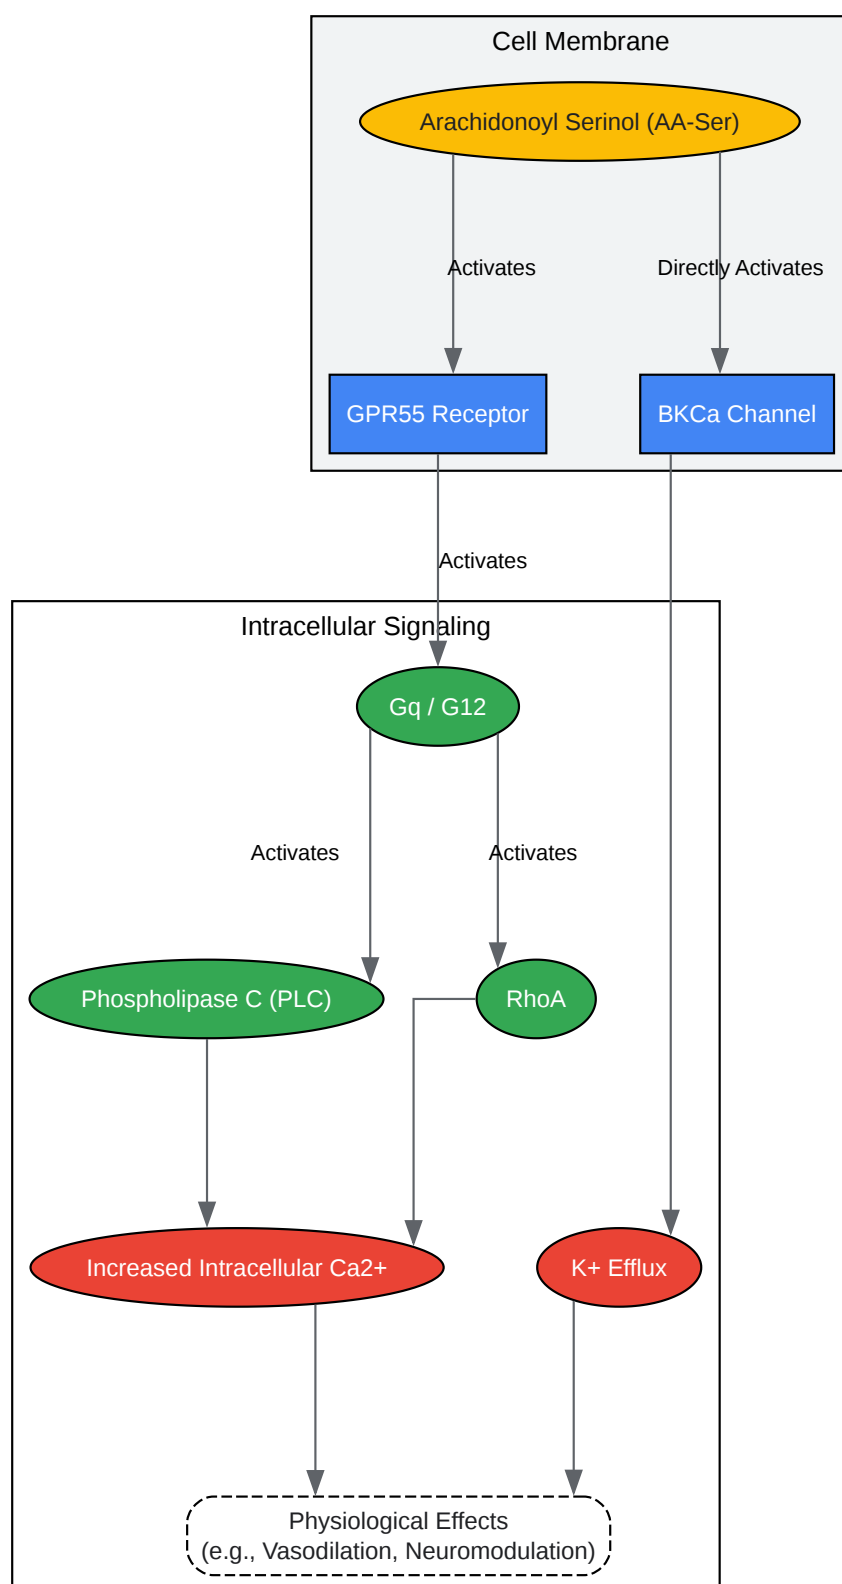 Cell Membrane
Arachidonoyl Serinol (AA-Ser)
Activates
Directly Activates
GPR55 Receptor
BKCa Channel
Activates
Intracellular Signaling
Gq / G12
Activates
Activates
Phospholipase C (PLC)
RhoA
Increased Intracellular Ca2+
K+ Efflux
Physiological Effects
(e.g., Vasodilation, Neuromodulation)